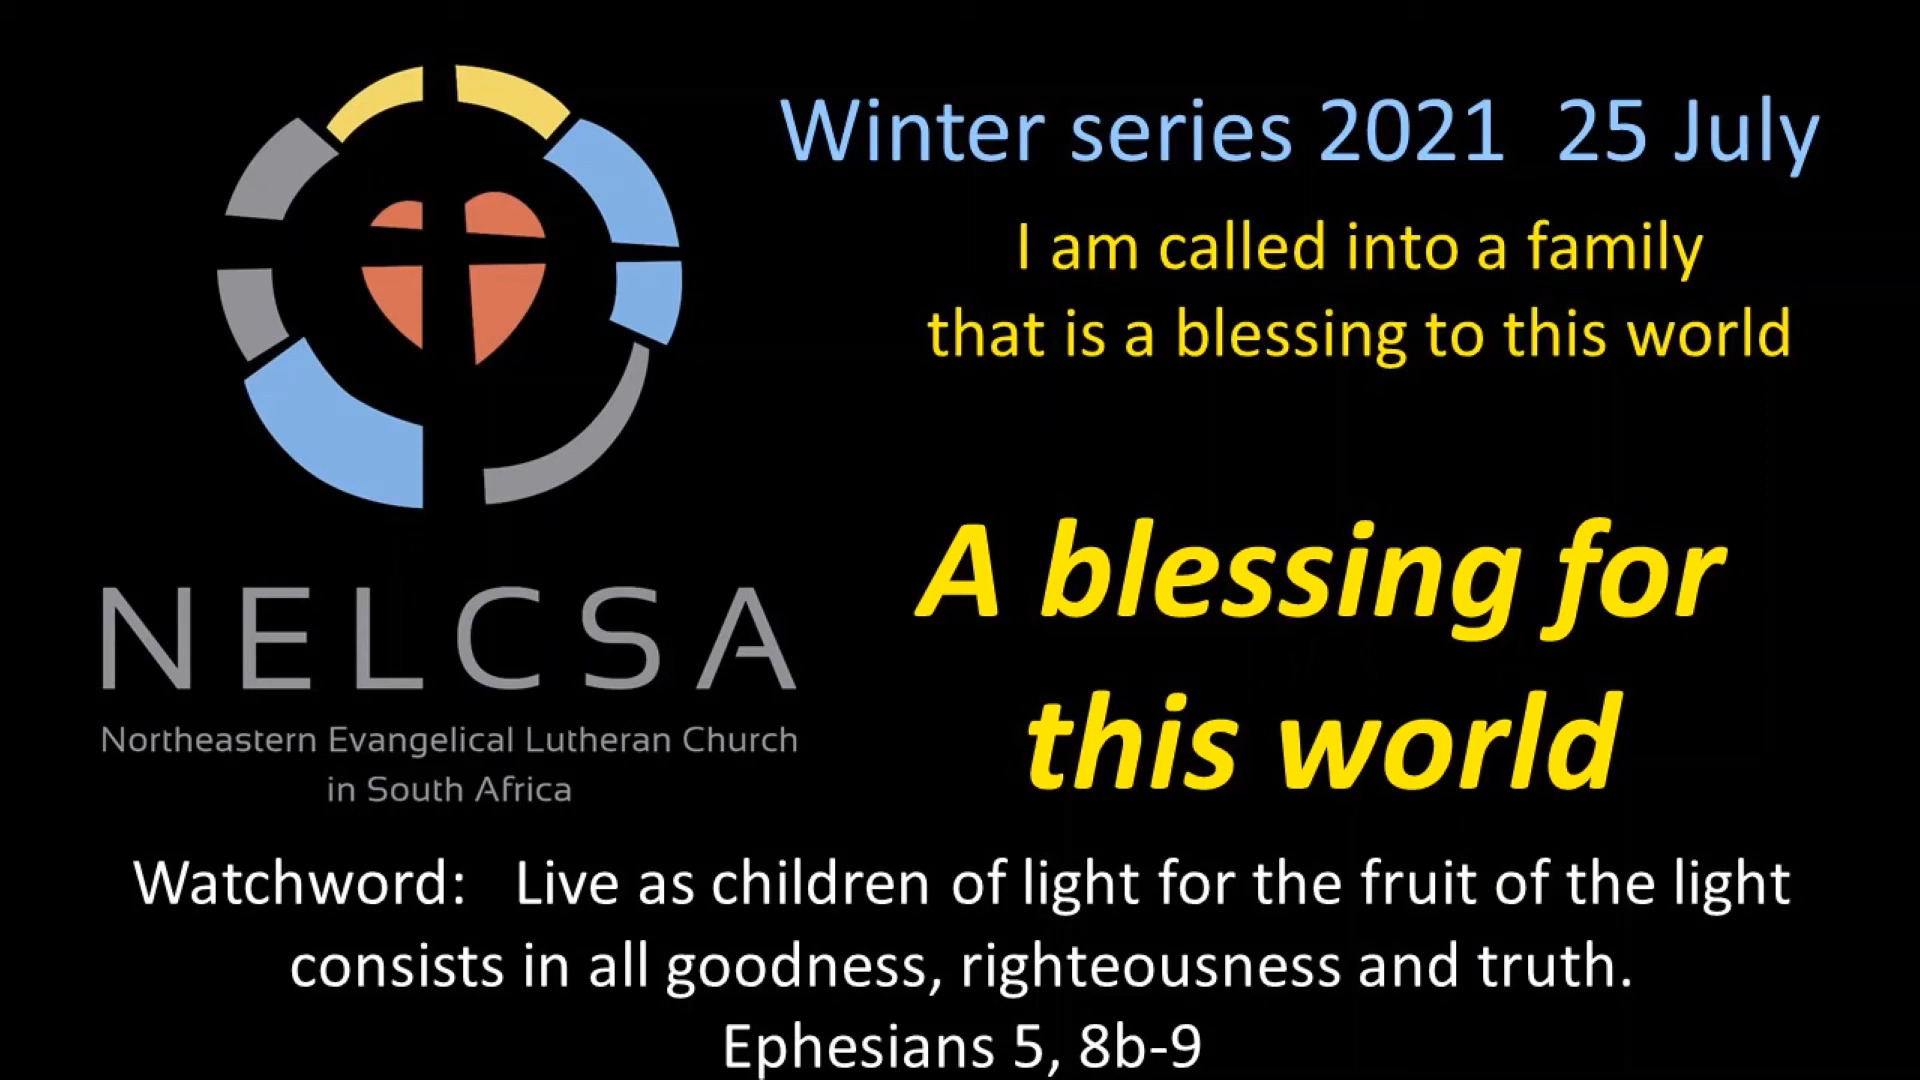 Winter series 2021  25 July
I am called into a family
that is a blessing to this world
A blessing for
this world
NELCSA
Northeastern Evangelical Lutheran Church
in South Africa
Watchword:   Live as children of light for the fruit of the light
consists in all goodness, righteousness and truth.
Ephesians 5, 8b-9